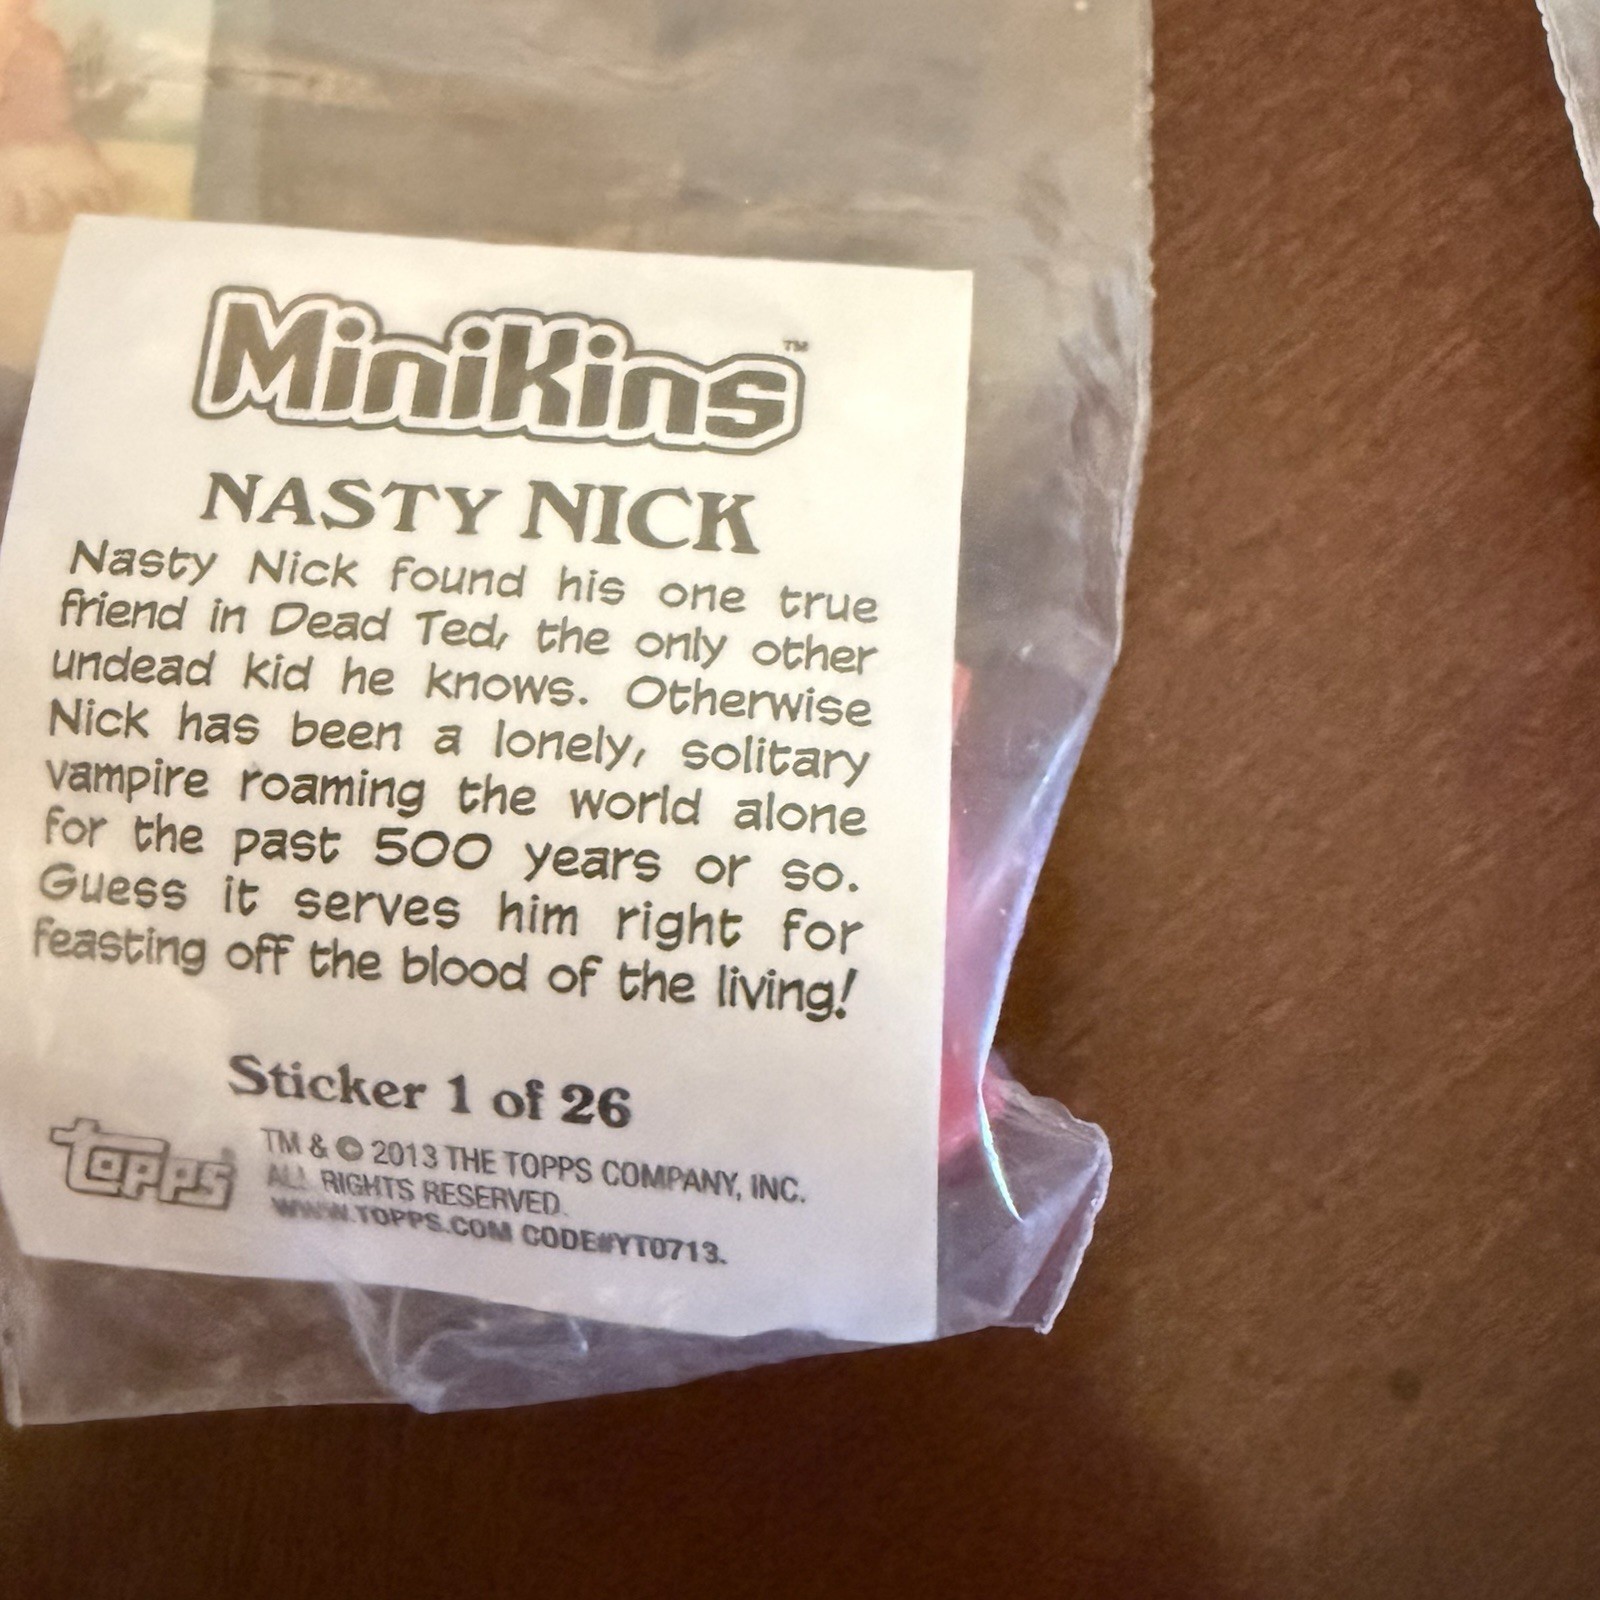 MiniKins™
NASTY NICK
Nasty Nick found his one true
friend in Dead Ted, the only other
undead kid he knows. Otherwise
Nick has been a lonely, solitary
vampire roaming the world alone
for the past 500 years or so.
Guess it serves him right for
feasting off the blood of the living!
Sticker 1 of 26
topps®
TM & © 2013 THE TOPPS COMPANY, INC.
ALL RIGHTS RESERVED.
WWW.TOPPS.COM CODE#YT0713.